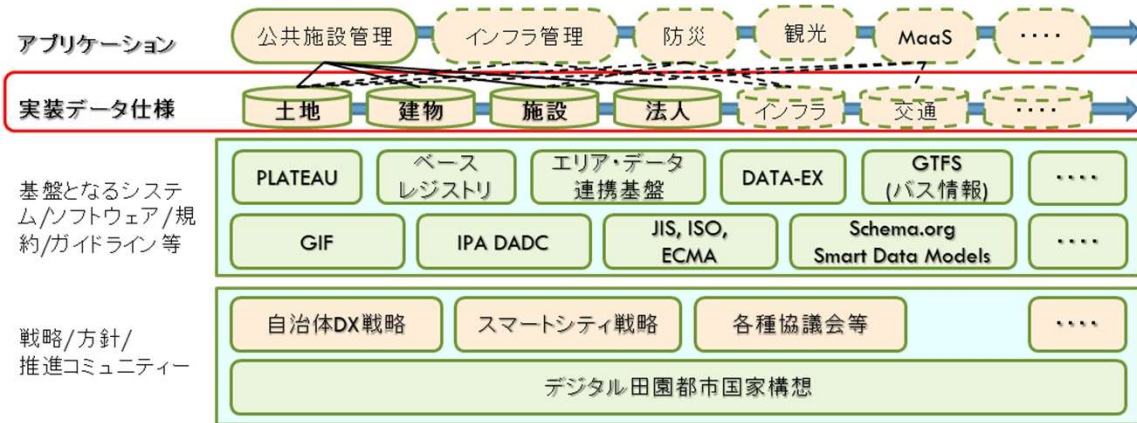 アプリケーション
公共施設管理
インフラ管理
防災
観光
MaaS
････
実装データ仕様
土地
建物
施設
法人
インフラ
交通
････
基盤となるシステ
ム/ソフトウェア/規
約/ガイドライン等
PLATEAU
ベース
レジストリ
エリア・データ
連携基盤
DATA-EX
GTFS
(バス情報)
････
GIF
IPA DADC
JIS, ISO,
ECMA
Schema.org
Smart Data Models
････
戦略/方針/
推進コミュニティー
自治体DX戦略
スマートシティ戦略
各種協議会等
････
デジタル田園都市国家構想